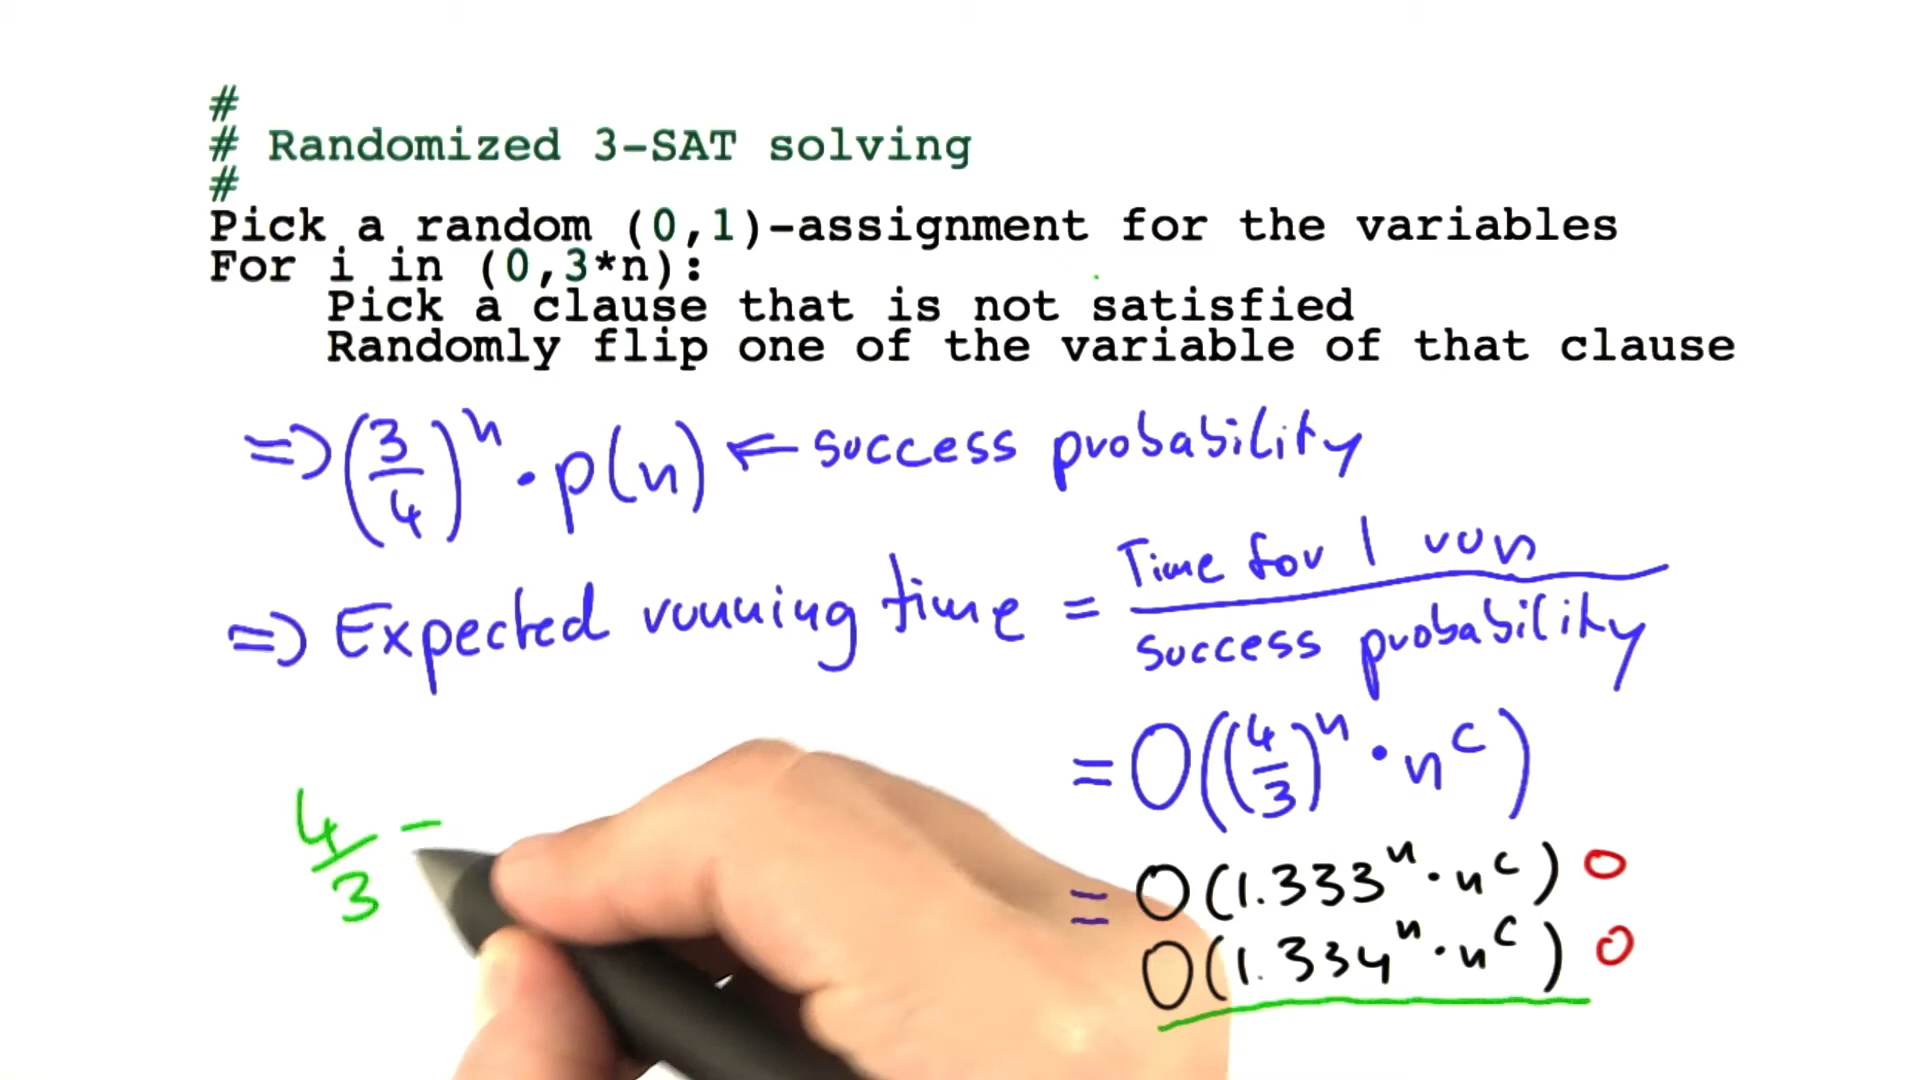 #
# Randomized 3-SAT solving
#
Pick a random (0,1)-assignment for the variables
For i in (0,3*n):
Pick a clause that is not satisfied
Randomly flip one of the variable of that clause
=> (3/4)^n · p(n) ← success probability
=> Expected running time = Time for 1 run / success probability
= O((4/3)^n · n^c)
= O(1.333^n · n^c) O
O(1.334^n · n^c) O
4/3 -